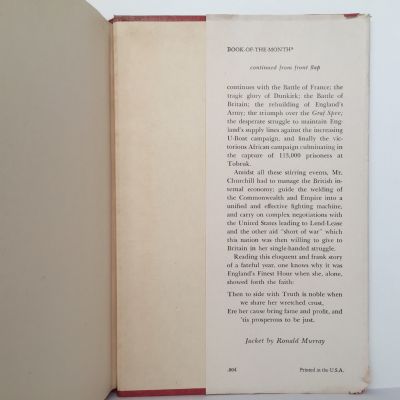 BOOK-OF-THE-MONTH*
continued from front flap
continues with the Battle of France; the
tragic glory of Dunkirk; the Battle of
Britain; the rebuilding of England's
Army; the triumph over the Graf Spee;
the desperate struggle to maintain Eng-
land's supply lines against the increasing
U-Boat campaign, and finally the vic-
torious African campaign culminating in
the capture of 113,000 prisoners at
Tobruk.
Amidst all these stirring events, Mr.
Churchill had to manage the British in-
ternal economy; guide the welding of
the Commonwealth and Empire into a
unified and effective fighting machine,
and carry on complex negotiations with
the United States leading to Lend-Lease
and the other aid "short of war" which
this nation was then willing to give to
Britain in her single-handed struggle.
Reading this eloquent and frank story
of a fateful year, one knows why it was
England's Finest Hour when she, alone,
showed forth the faith:
Then to side with Truth is noble when
we share her wretched crust,
Ere her cause bring fame and profit, and
'tis prosperous to be just.
Jacket by Ronald Murray
.804
Printed in the U.S.A.